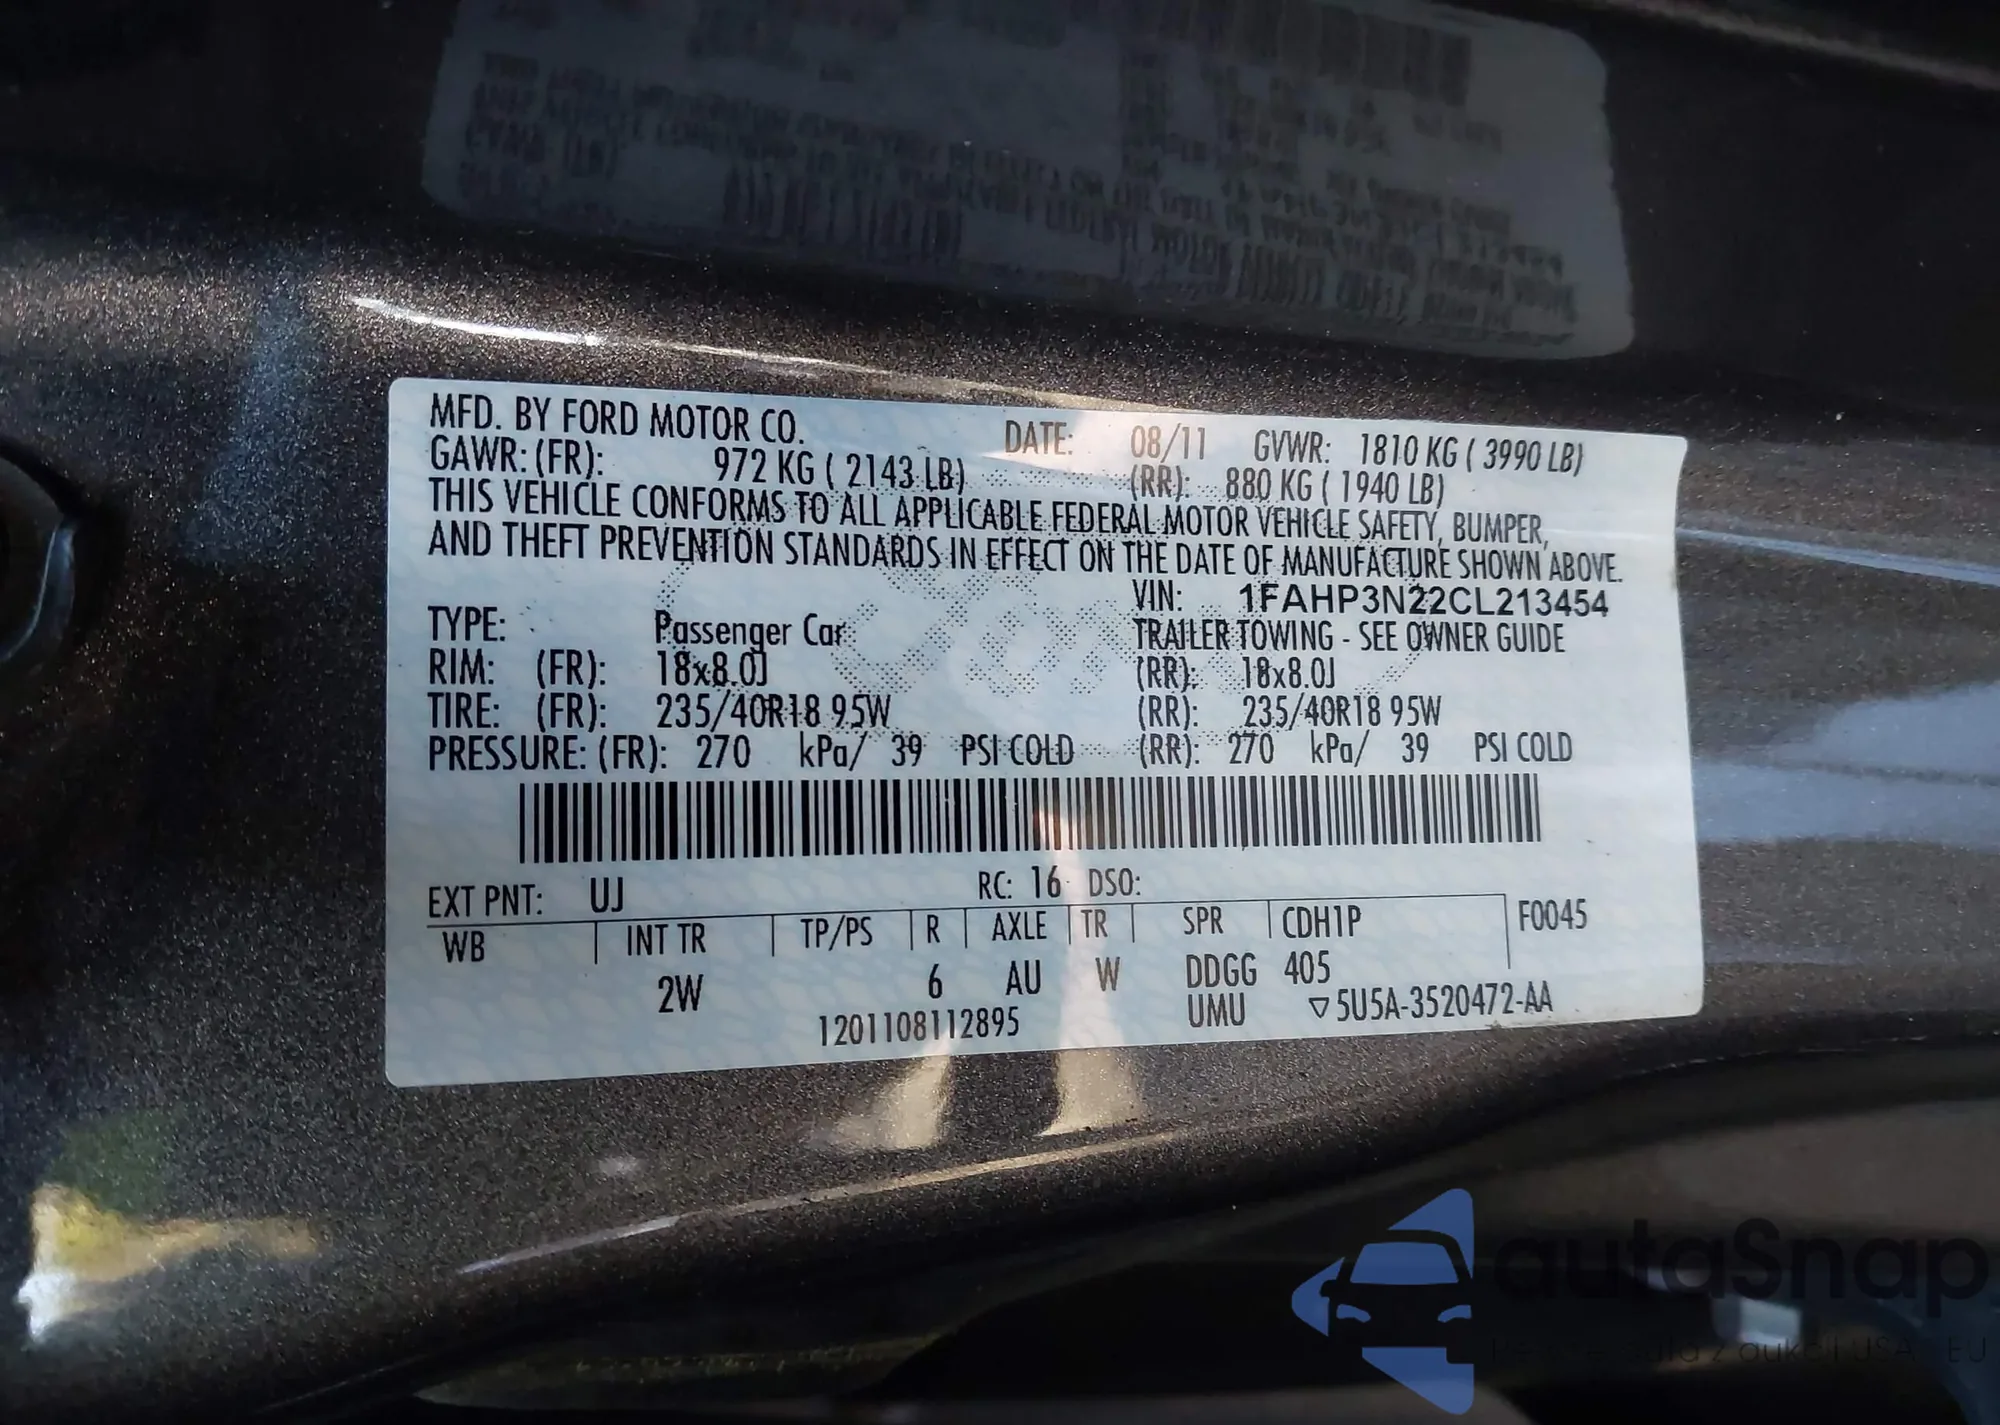 MFD. BY FORD MOTOR CO. DATE: 08/11 GVWR: 1810 KG ( 3990 LB)
GAWR: (FR): 972 KG ( 2143 LB) (RR): 880 KG ( 1940 LB)
THIS VEHICLE CONFORMS TO ALL APPLICABLE FEDERAL MOTOR VEHICLE SAFETY, BUMPER,
AND THEFT PREVENTION STANDARDS IN EFFECT ON THE DATE OF MANUFACTURE SHOWN ABOVE.
VIN: 1FAHP3N22CL213454
TYPE: Passenger Car TRAILER TOWING - SEE OWNER GUIDE
RIM: (FR): 18x8.0J (RR): 18x8.0J
TIRE: (FR): 235/40R18 95W (RR): 235/40R18 95W
PRESSURE: (FR): 270 kPa/ 39 PSI COLD (RR): 270 kPa/ 39 PSI COLD
EXT PNT: UJ RC: 16 DSO:
WB INT TR TP/PS R AXLE TR SPR CDH1P F0045
2W 6 AU W DDGG 405
1201108112895 UMU ▽5U5A-3520472-AA
autaSnap